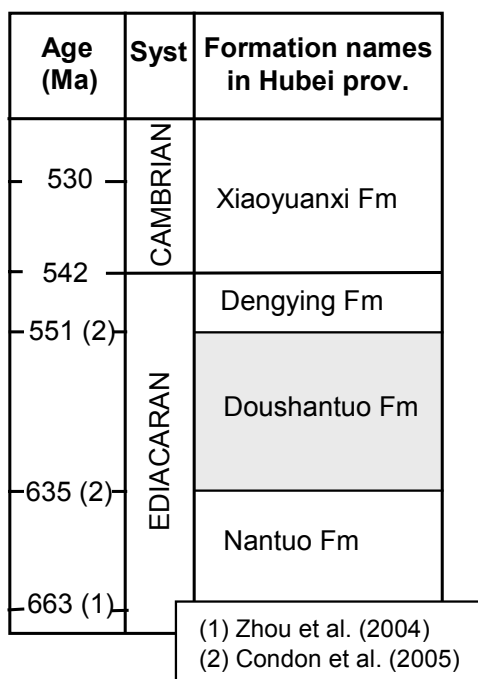 Age
(Ma)
Syst
Formation names
in Hubei prov.
530
542
551 (2)
635 (2)
663 (1)
CAMBRIAN
EDIACARAN
Xiaoyuanxi Fm
Dengying Fm
Doushantuo Fm
Nantuo Fm
(1) Zhou et al. (2004)
(2) Condon et al. (2005)